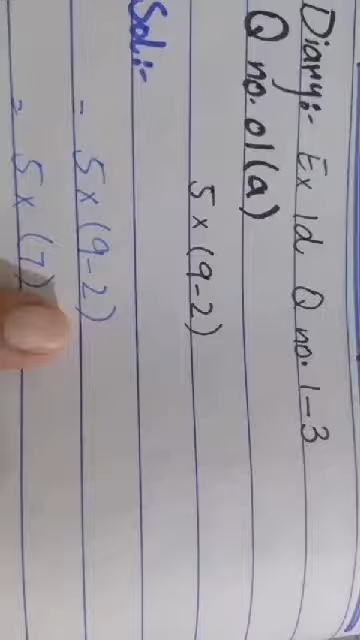 Diary:- Ex 1d Q no. 1-3
Q no. 01(a)
5 × (9-2)
Sol:-
= 5 × (9-2)
= 5 × (7)